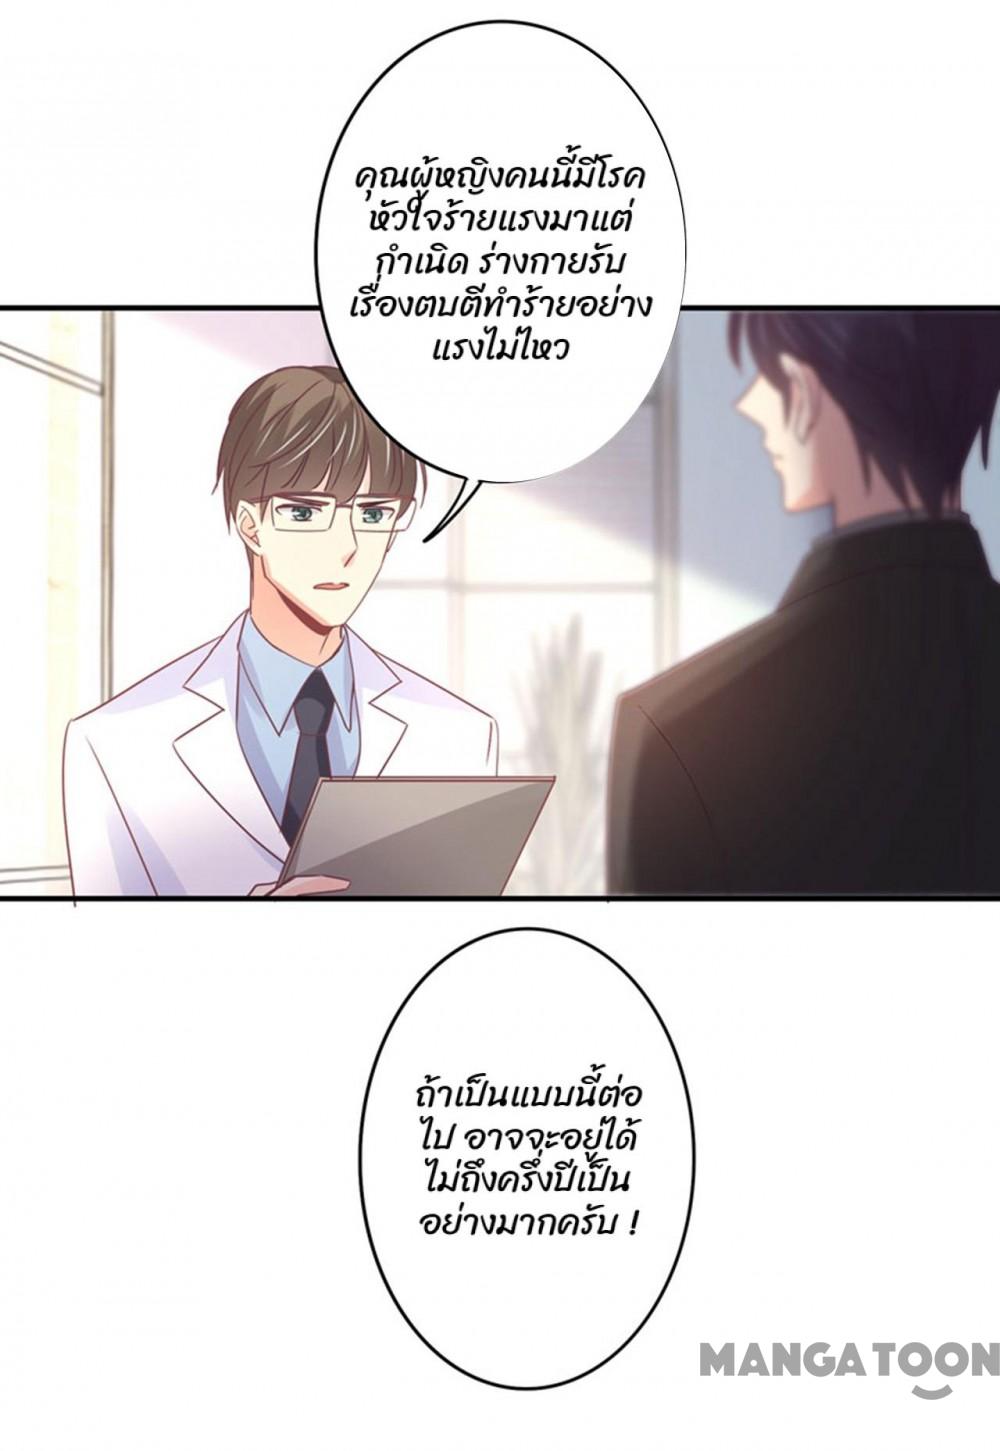 คุณผู้หญิงคนนี้มีโรค
หัวใจร้ายแรงมาแต่
กำเนิด ร่างกายรับ
เรื่องตบตีทำร้ายอย่าง
แรงไม่ไหว
ถ้าเป็นแบบนี้ต่อ
ไป อาจจะอยู่ได้
ไม่ถึงครึ่งปีเป็น
อย่างมากครับ !
MANGATOON